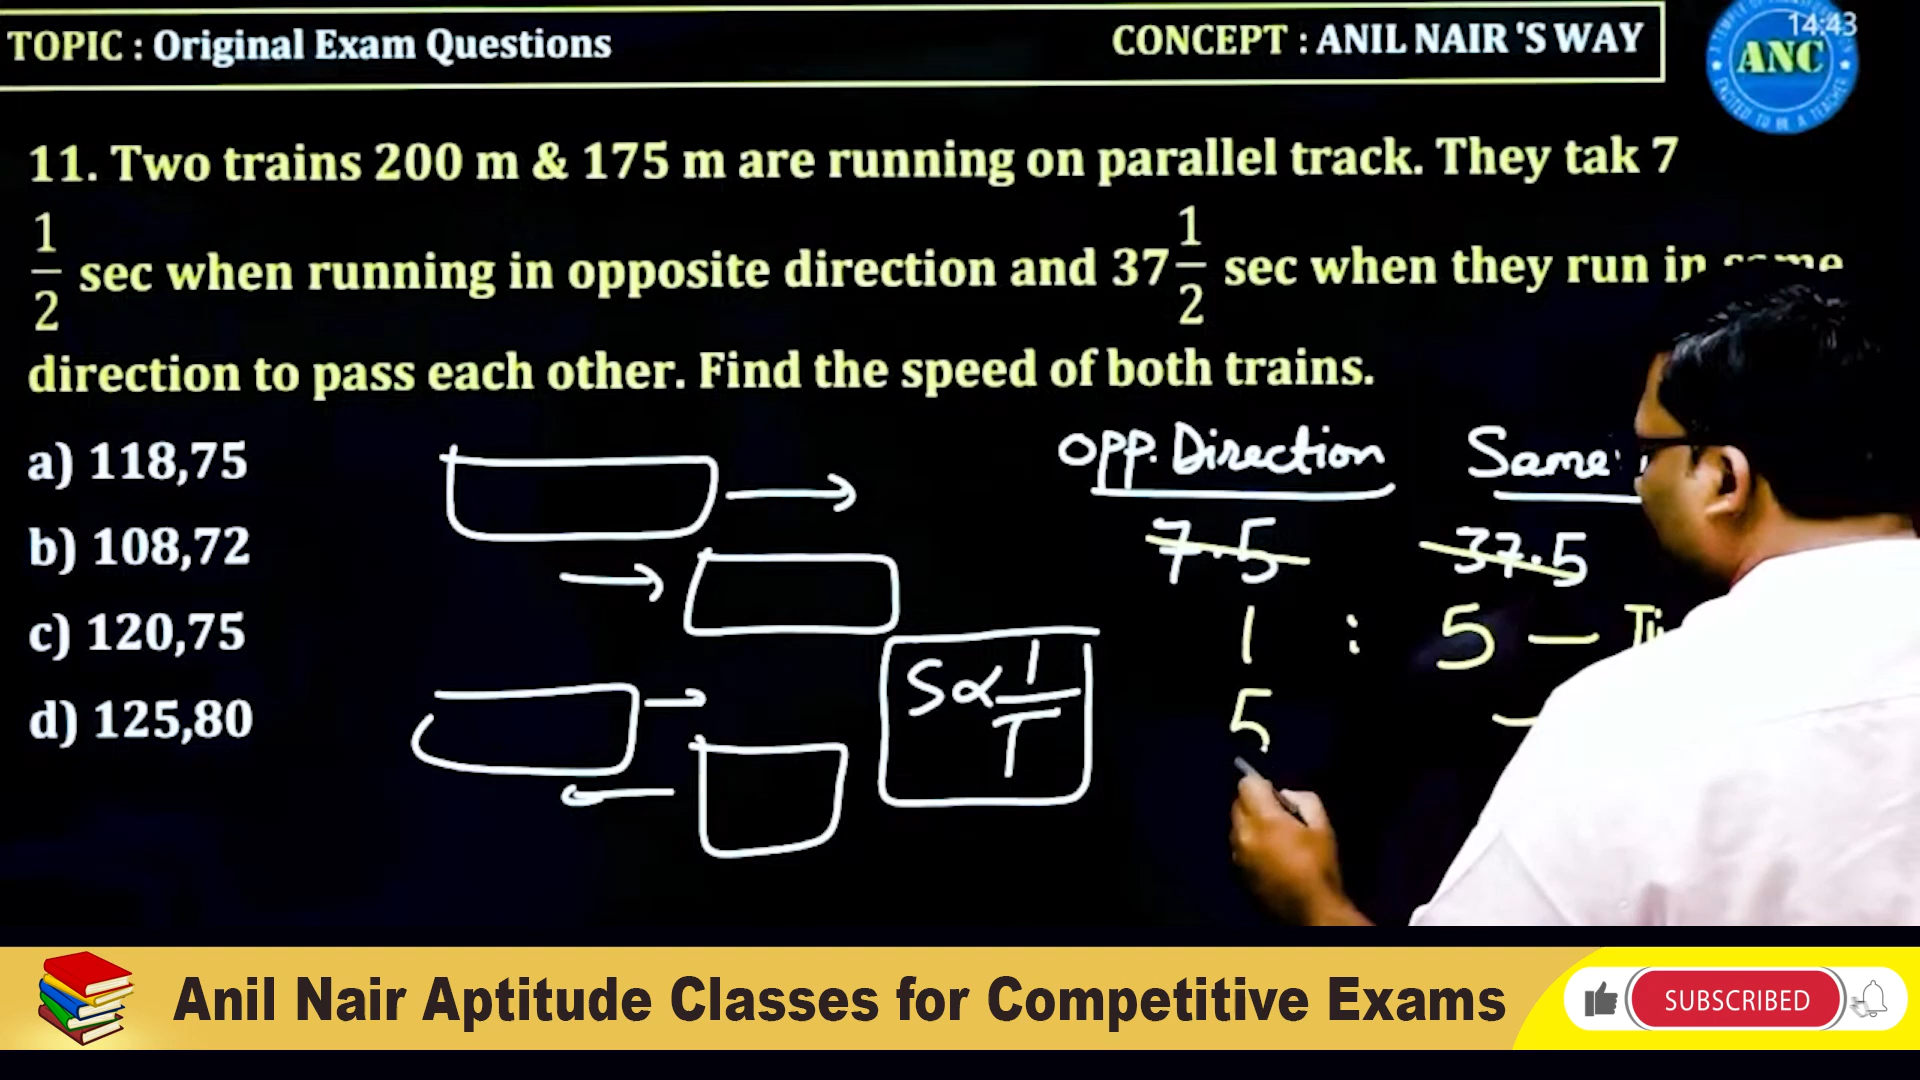 TOPIC : Original Exam Questions
CONCEPT : ANIL NAIR 'S WAY
14:43
ANC
11. Two trains 200 m & 175 m are running on parallel track. They tak 7
1/2 sec when running in opposite direction and 37 1/2 sec when they run in same
direction to pass each other. Find the speed of both trains.
a) 118,75
b) 108,72
c) 120,75
d) 125,80
Opp. Direction
Same
7.5
37.5
1 : 5 —
5 —
S ∝ 1/T
Anil Nair Aptitude Classes for Competitive Exams
SUBSCRIBED